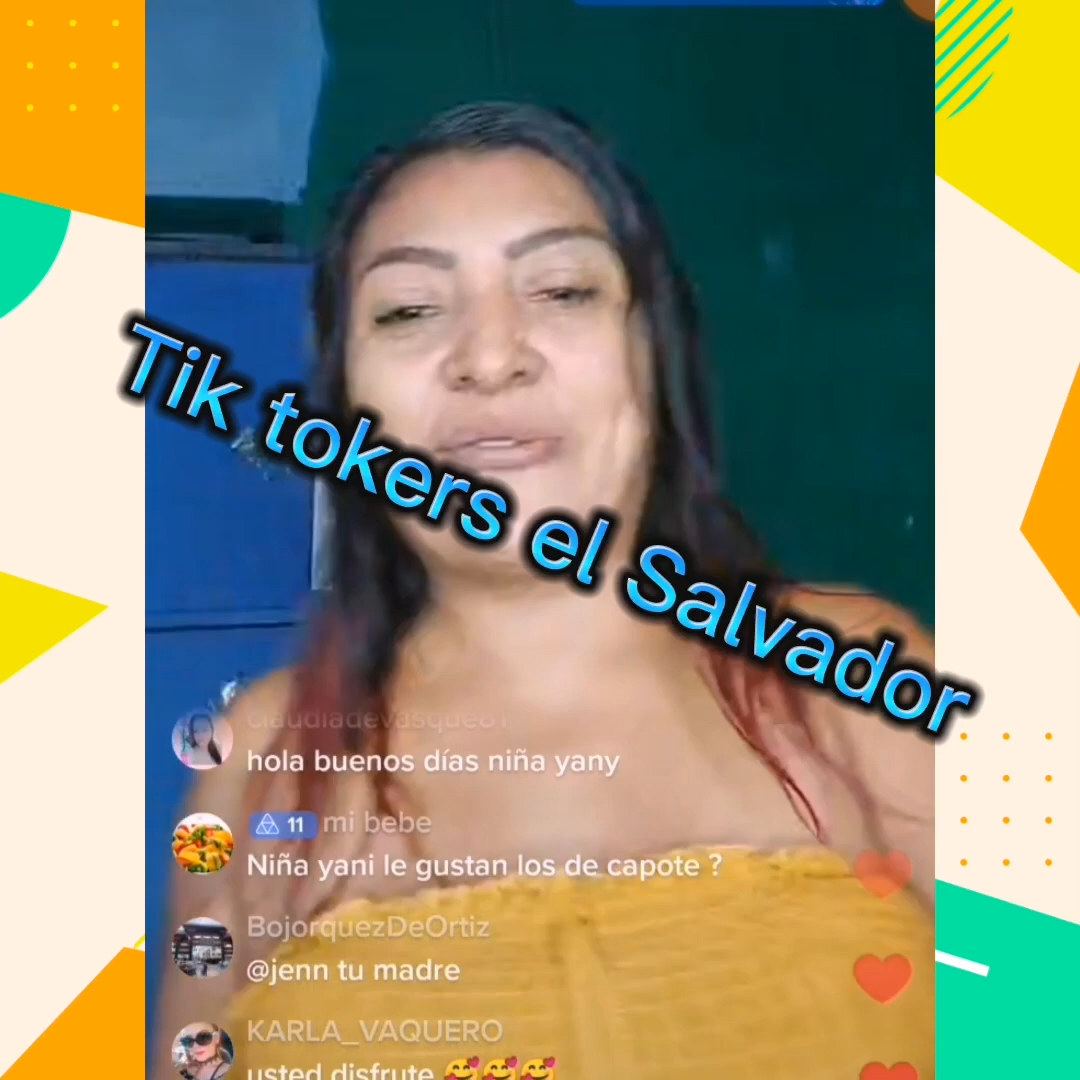 Tik tokers el Salvador
claudiadevasque81
hola buenos días niña yany
11 mi bebe
Niña yani le gustan los de capote ?
BojorquezDeOrtiz
@jenn tu madre
KARLA_VAQUERO
usted disfrute 🥰🥰🥰